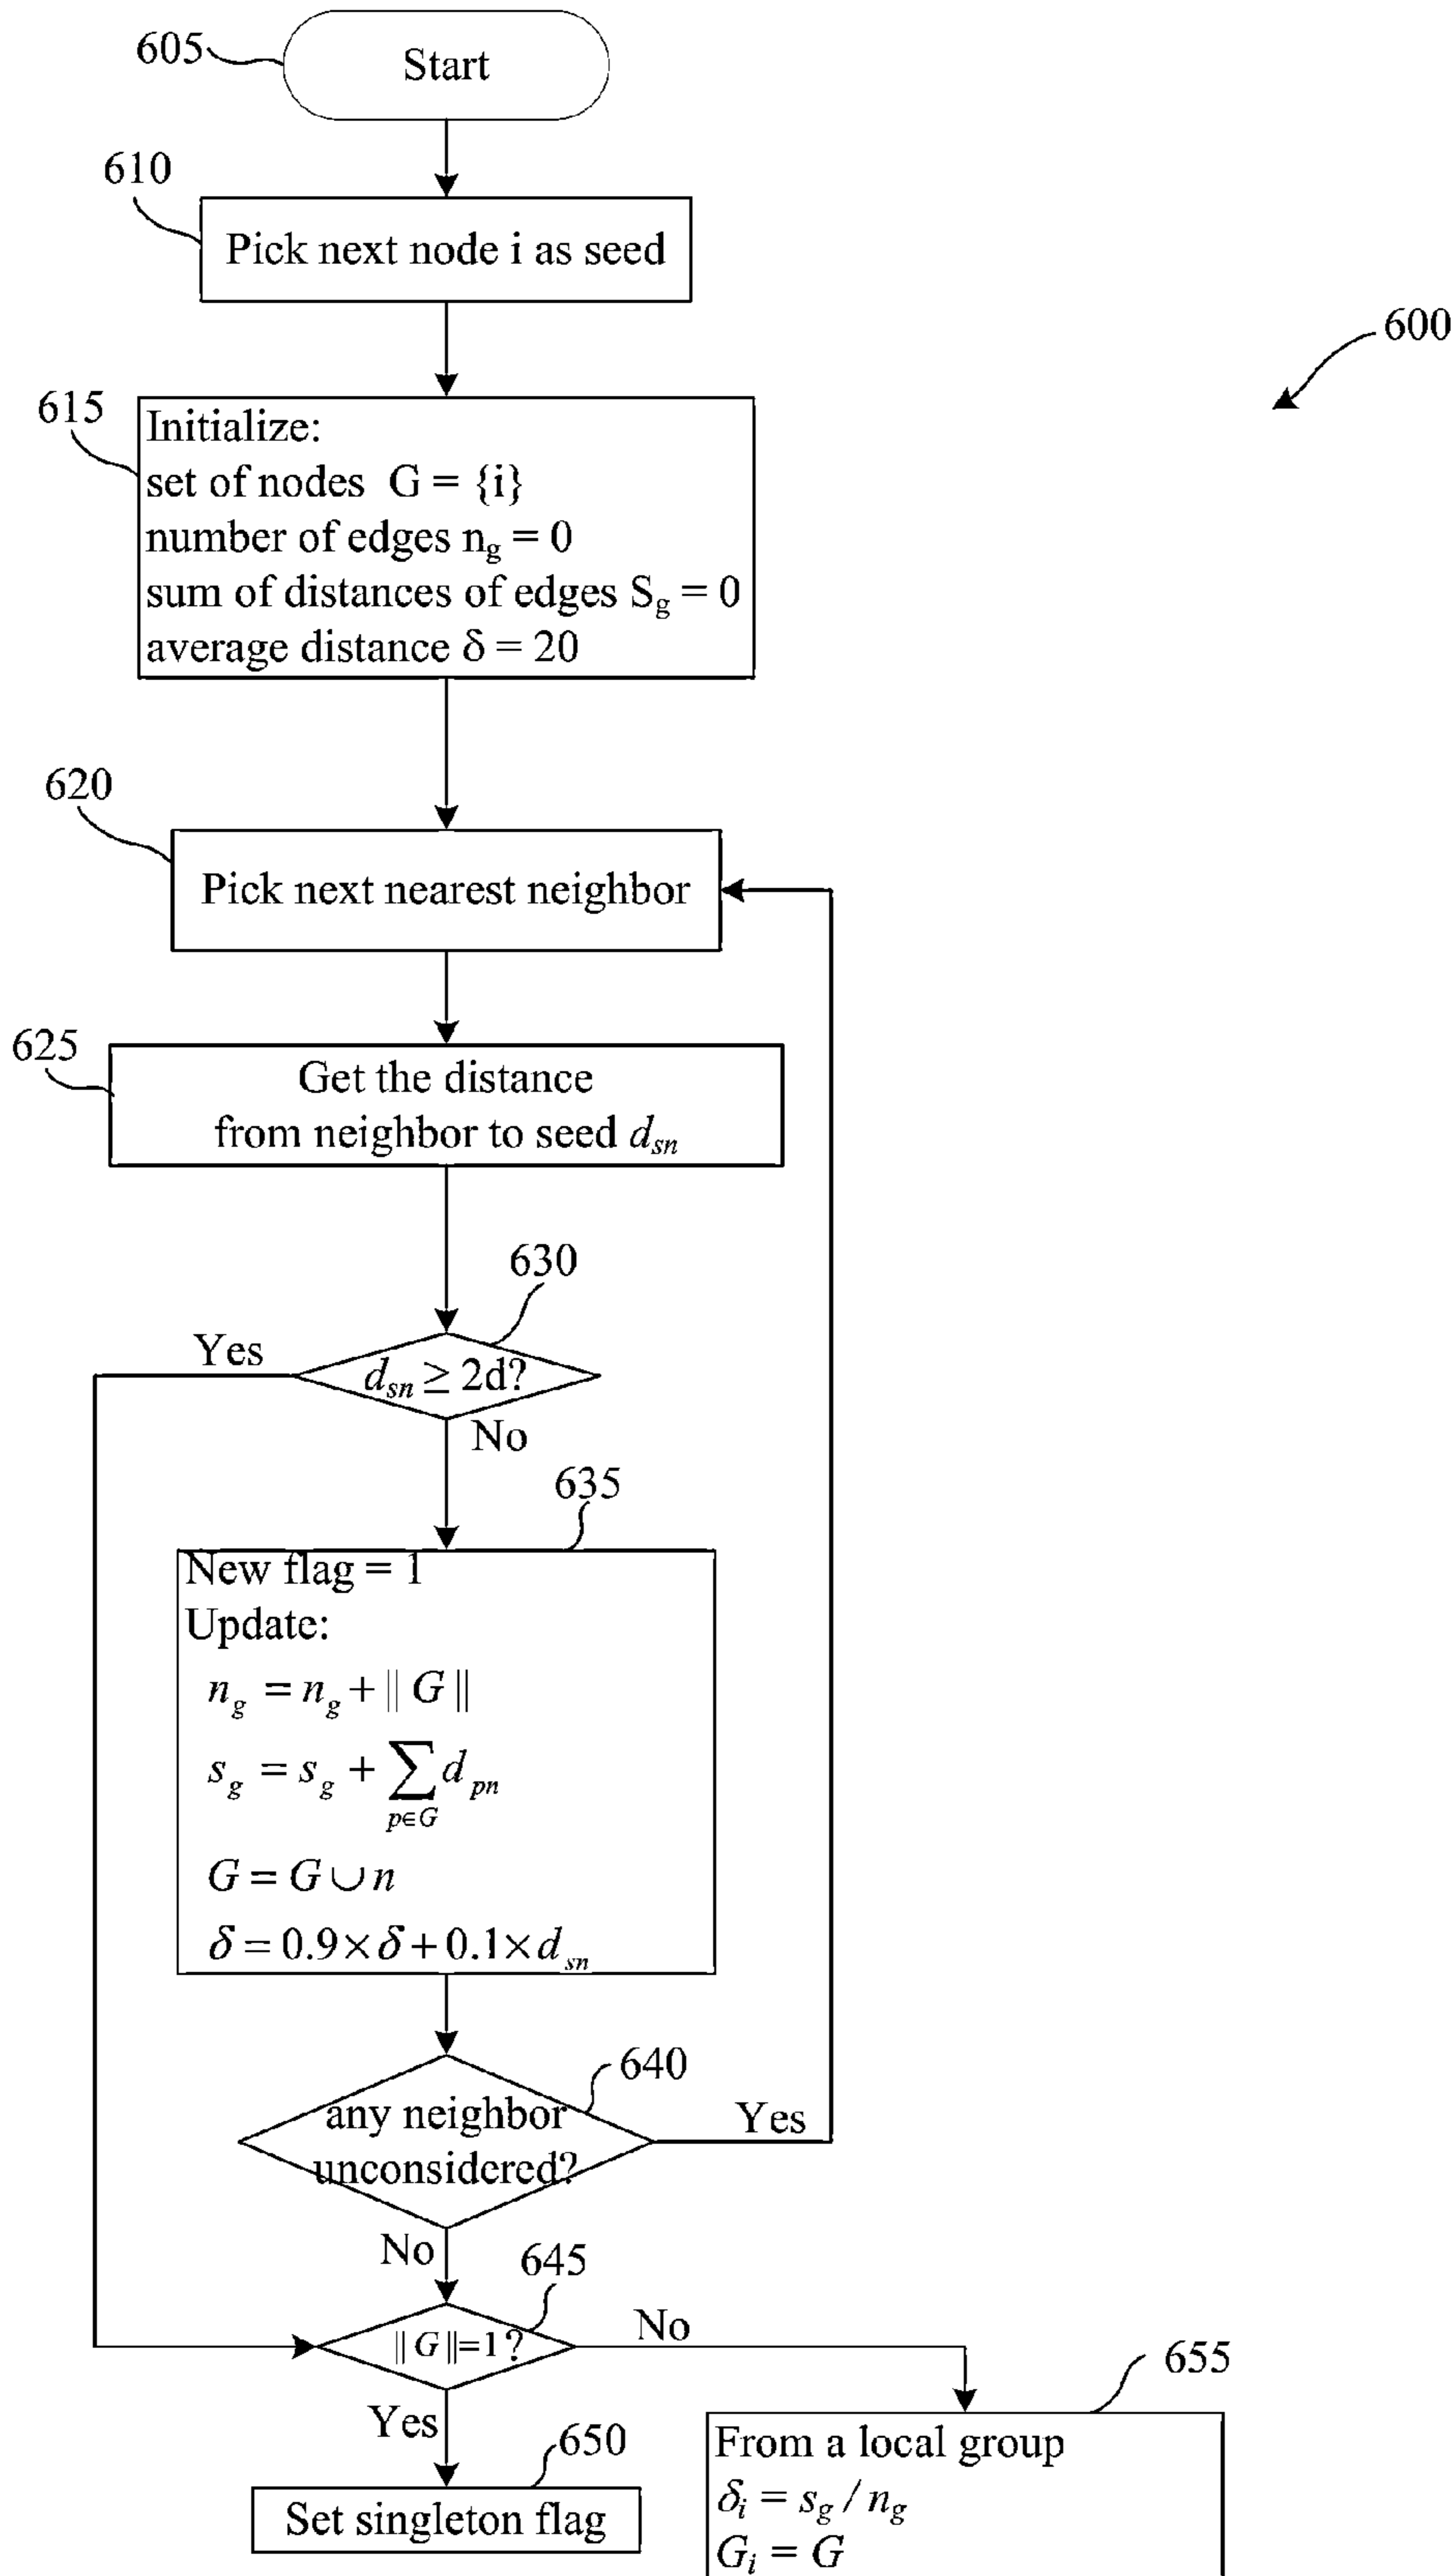 605
Start
610
Pick next node i as seed
600
615
Initialize:
set of nodes G = {i}
number of edges n_g = 0
sum of distances of edges S_g = 0
average distance δ = 20
620
Pick next nearest neighbor
625
Get the distance
from neighbor to seed d_sn
630
Yes
d_sn ≥ 2d?
No
635
New flag = 1
Update:
n_g = n_g + || G ||
s_g = s_g + ∑_{p∈G} d_pn
G = G ∪ n
δ = 0.9 × δ + 0.1 × d_sn
640
any neighbor
unconsidered?
Yes
No
645
|| G ||=1?
No
655
Yes
650
Set singleton flag
From a local group
δ_i = s_g / n_g
G_i = G